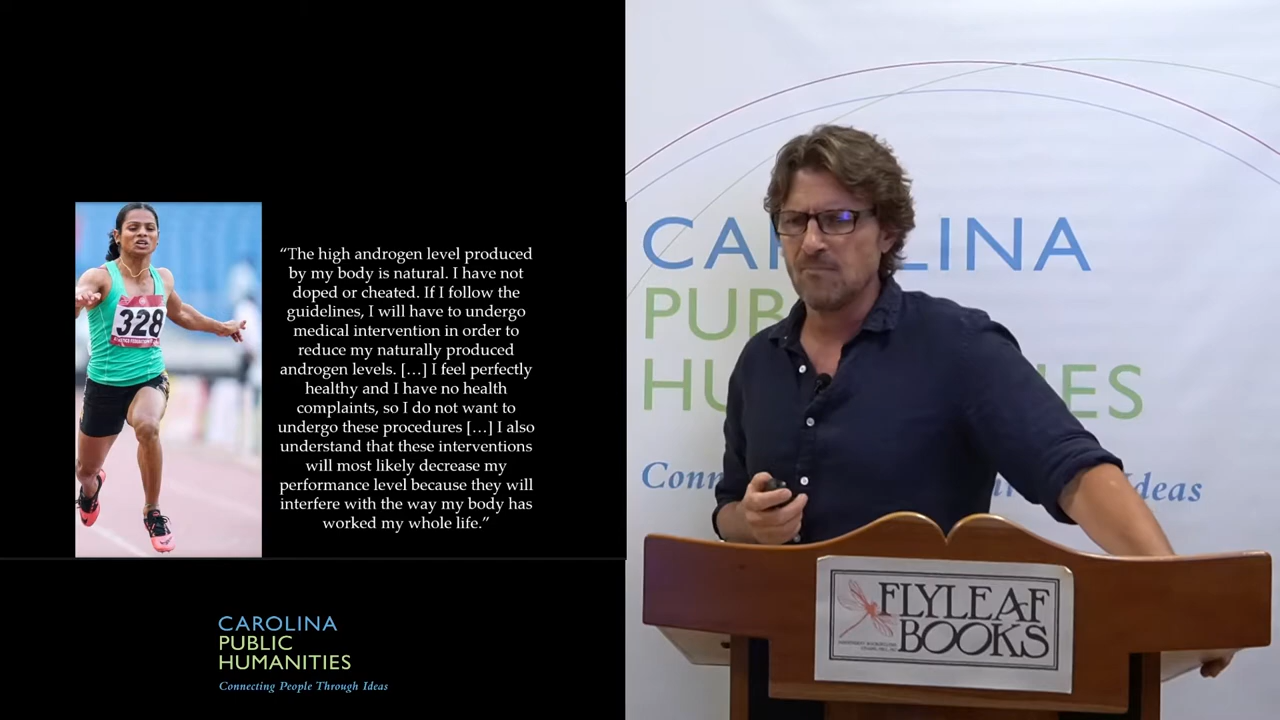 “The high androgen level produced
by my body is natural. I have not
doped or cheated. If I follow the
guidelines, I will have to undergo
medical intervention in order to
reduce my naturally produced
androgen levels. […] I feel perfectly
healthy and I have no health
complaints, so I do not want to
undergo these procedures […] I also
understand that these interventions
will most likely decrease my
performance level because they will
interfere with the way my body has
worked my whole life.”
328
CAROLINA
PUBLIC
HUMANITIES
Connecting People Through Ideas
CA LINA
PUB
HU IES
Conn Ideas
FLYLEAF
BOOKS